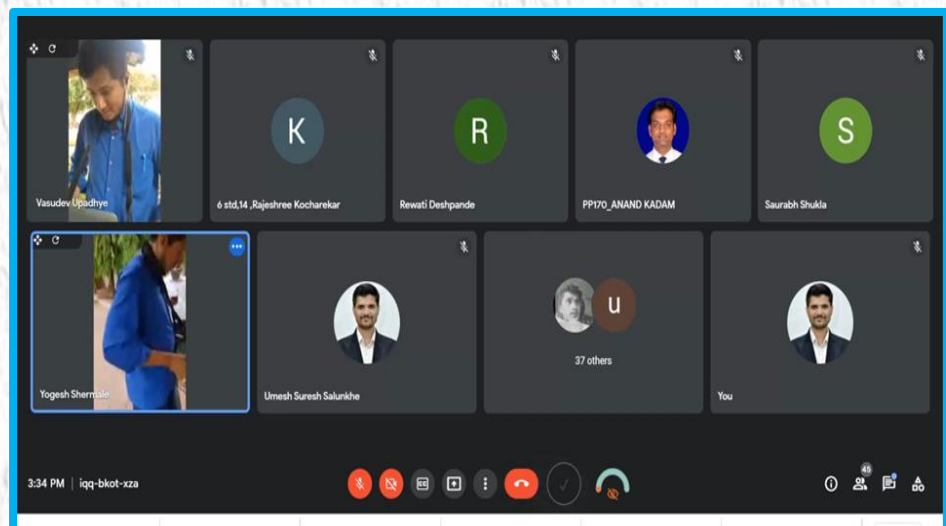 Vasudev Upadhye
K
6 std,14 ,Rajeshree Kocharekar
R
Rewati Deshpande
PP170_ANAND KADAM
S
Saurabh Shukla
Yogesh Shermale
Umesh Suresh Salunkhe
u
37 others
You
3:34 PM | iqq-bkot-xza
CC
45